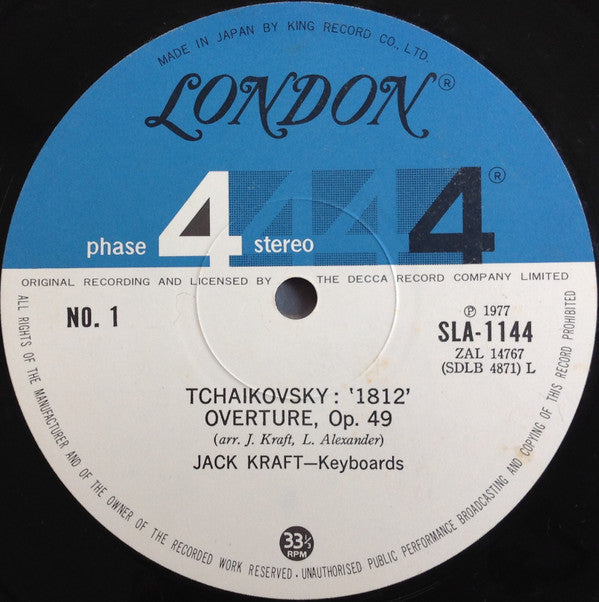 MADE IN JAPAN BY KING RECORD CO., LTD.
LONDON ®
phase 4 stereo 4 4 4 ®
ORIGINAL RECORDING AND LICENSED BY THE DECCA RECORD COMPANY LIMITED
NO. 1
℗ 1977
SLA-1144
ZAL 14767
(SDLB 4871) L
TCHAIKOVSKY : '1812'
OVERTURE, Op. 49
(arr. J. Kraft, L. Alexander)
JACK KRAFT—Keyboards
33⅓
RPM
ALL RIGHTS OF THE MANUFACTURER AND OF THE OWNER OF THE RECORDED WORK RESERVED · UNAUTHORISED PUBLIC PERFORMANCE BROADCASTING AND COPYING OF THIS RECORD PROHIBITED